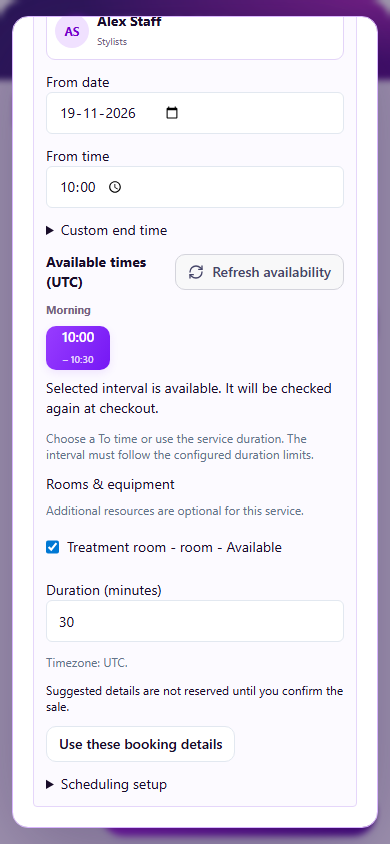 Alex Staff
AS
Stylists
From date
19-11-2026
From time
10:00
Custom end time
Available times
(UTC)
Refresh availability
Morning
10:00
– 10:30
Selected interval is available. It will be checked
again at checkout.
Choose a To time or use the service duration. The
interval must follow the configured duration limits.
Rooms & equipment
Additional resources are optional for this service.
Treatment room - room - Available
Duration (minutes)
30
Timezone: UTC.
Suggested details are not reserved until you confirm the
sale.
Use these booking details
Scheduling setup